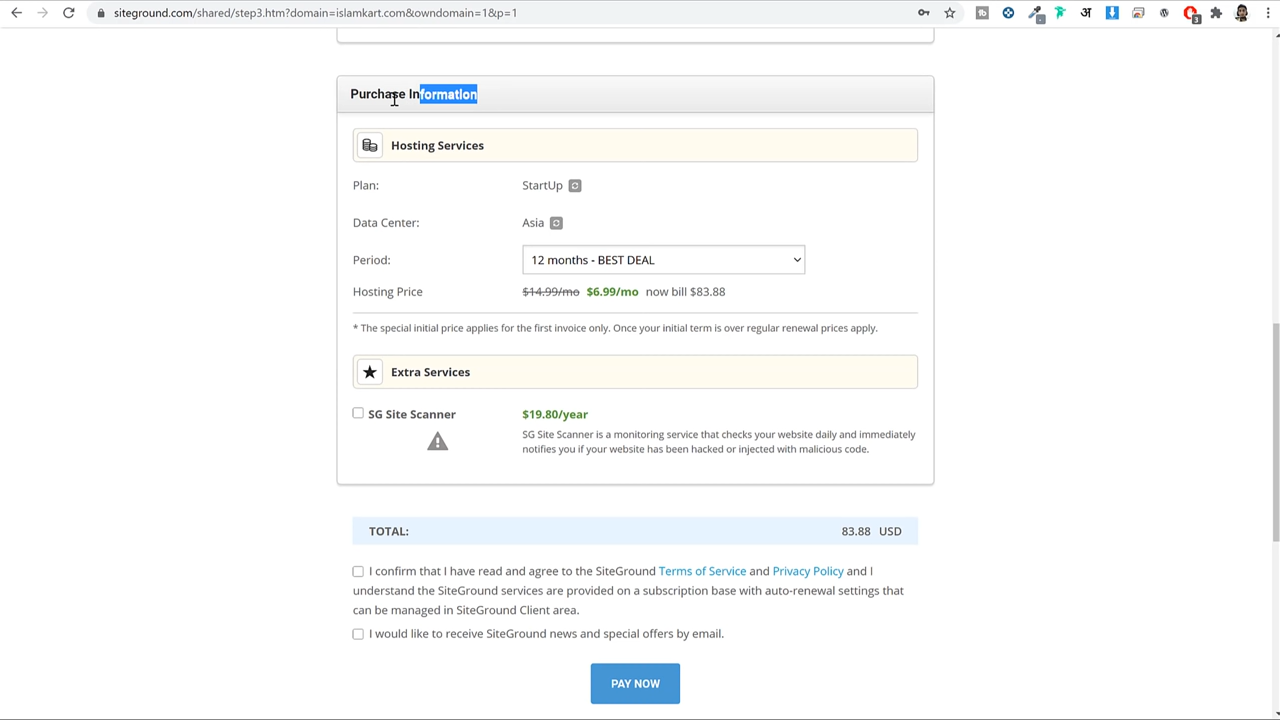 siteground.com/shared/step3.htm?domain=islamkart.com&owndomain=1&p=1
Purchase Information
Hosting Services
Plan: StartUp
Data Center: Asia
Period: 12 months - BEST DEAL
Hosting Price $14.99/mo $6.99/mo now bill $83.88
* The special initial price applies for the first invoice only. Once your initial term is over regular renewal prices apply.
Extra Services
SG Site Scanner $19.80/year
SG Site Scanner is a monitoring service that checks your website daily and immediately
notifies you if your website has been hacked or injected with malicious code.
TOTAL: 83.88 USD
I confirm that I have read and agree to the SiteGround Terms of Service and Privacy Policy and I
understand the SiteGround services are provided on a subscription base with auto-renewal settings that
can be managed in SiteGround Client area.
I would like to receive SiteGround news and special offers by email.
PAY NOW